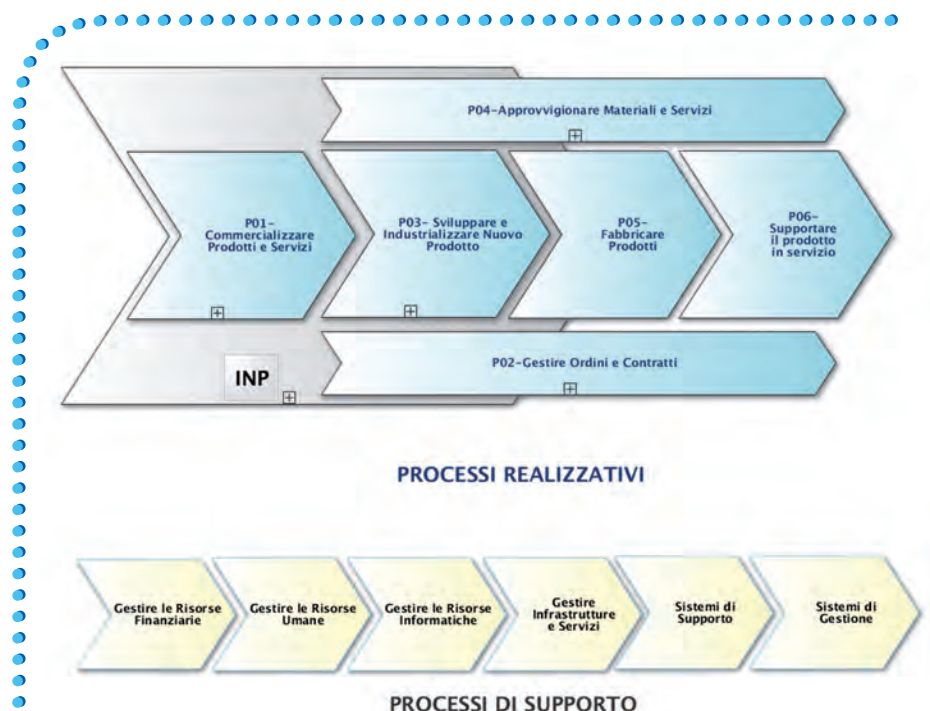 P04-Approvvigionare Materiali e Servizi
P01-
Commercializzare
Prodotti e Servizi
P03- Sviluppare e
Industrializzare Nuovo
Prodotto
P05-
Fabbricare
Prodotti
P06-
Supportare
il prodotto
in servizio
INP
P02-Gestire Ordini e Contratti
PROCESSI REALIZZATIVI
Gestire le Risorse
Finanziarie
Gestire le Risorse
Umane
Gestire le Risorse
Informatiche
Gestire
Infrastrutture
e Servizi
Sistemi di
Supporto
Sistemi di
Gestione
PROCESSI DI SUPPORTO